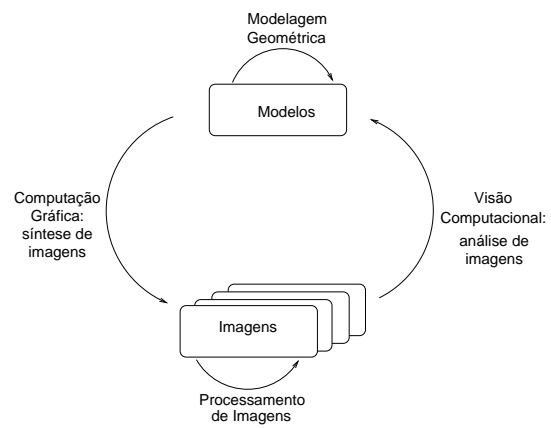 Modelagem
Geométrica
Modelos
Computação
Gráfica:
síntese de
imagens
Visão
Computacional:
análise de
imagens
Imagens
Processamento
de Imagens